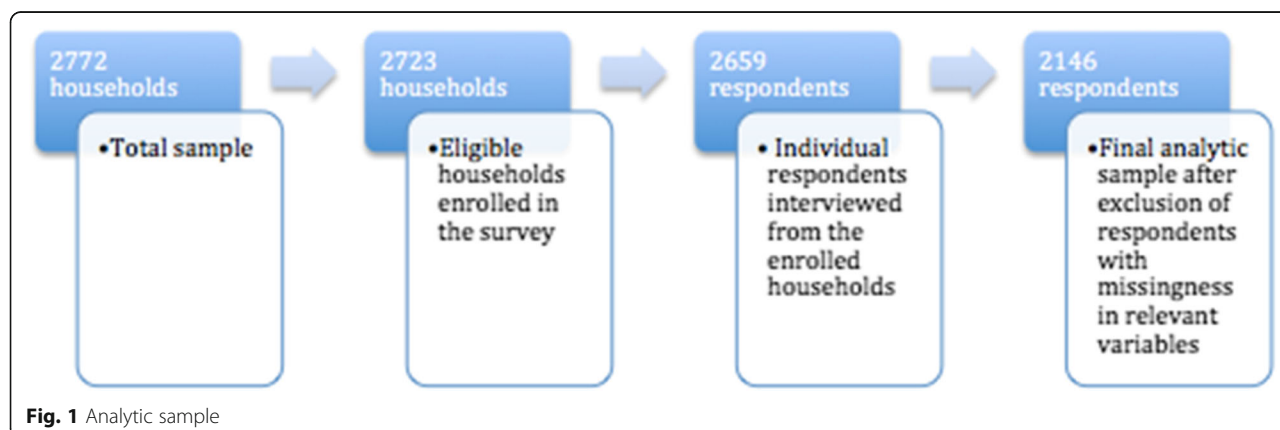 2772
households
•Total sample
2723
households
•Eligible
households
enrolled in
the survey
2659
respondents
• Individual
respondents
interviewed
from the
enrolled
households
2146
respondents
•Final analytic
sample after
exclusion of
respondents
with
missingness
in relevant
variables
Fig. 1 Analytic sample